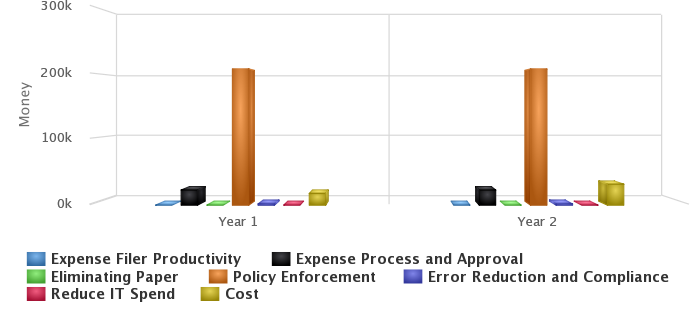 300k
200k
100k
0k
Money
Year 1
Year 2
Expense Filer Productivity
Expense Process and Approval
Eliminating Paper
Policy Enforcement
Error Reduction and Compliance
Reduce IT Spend
Cost